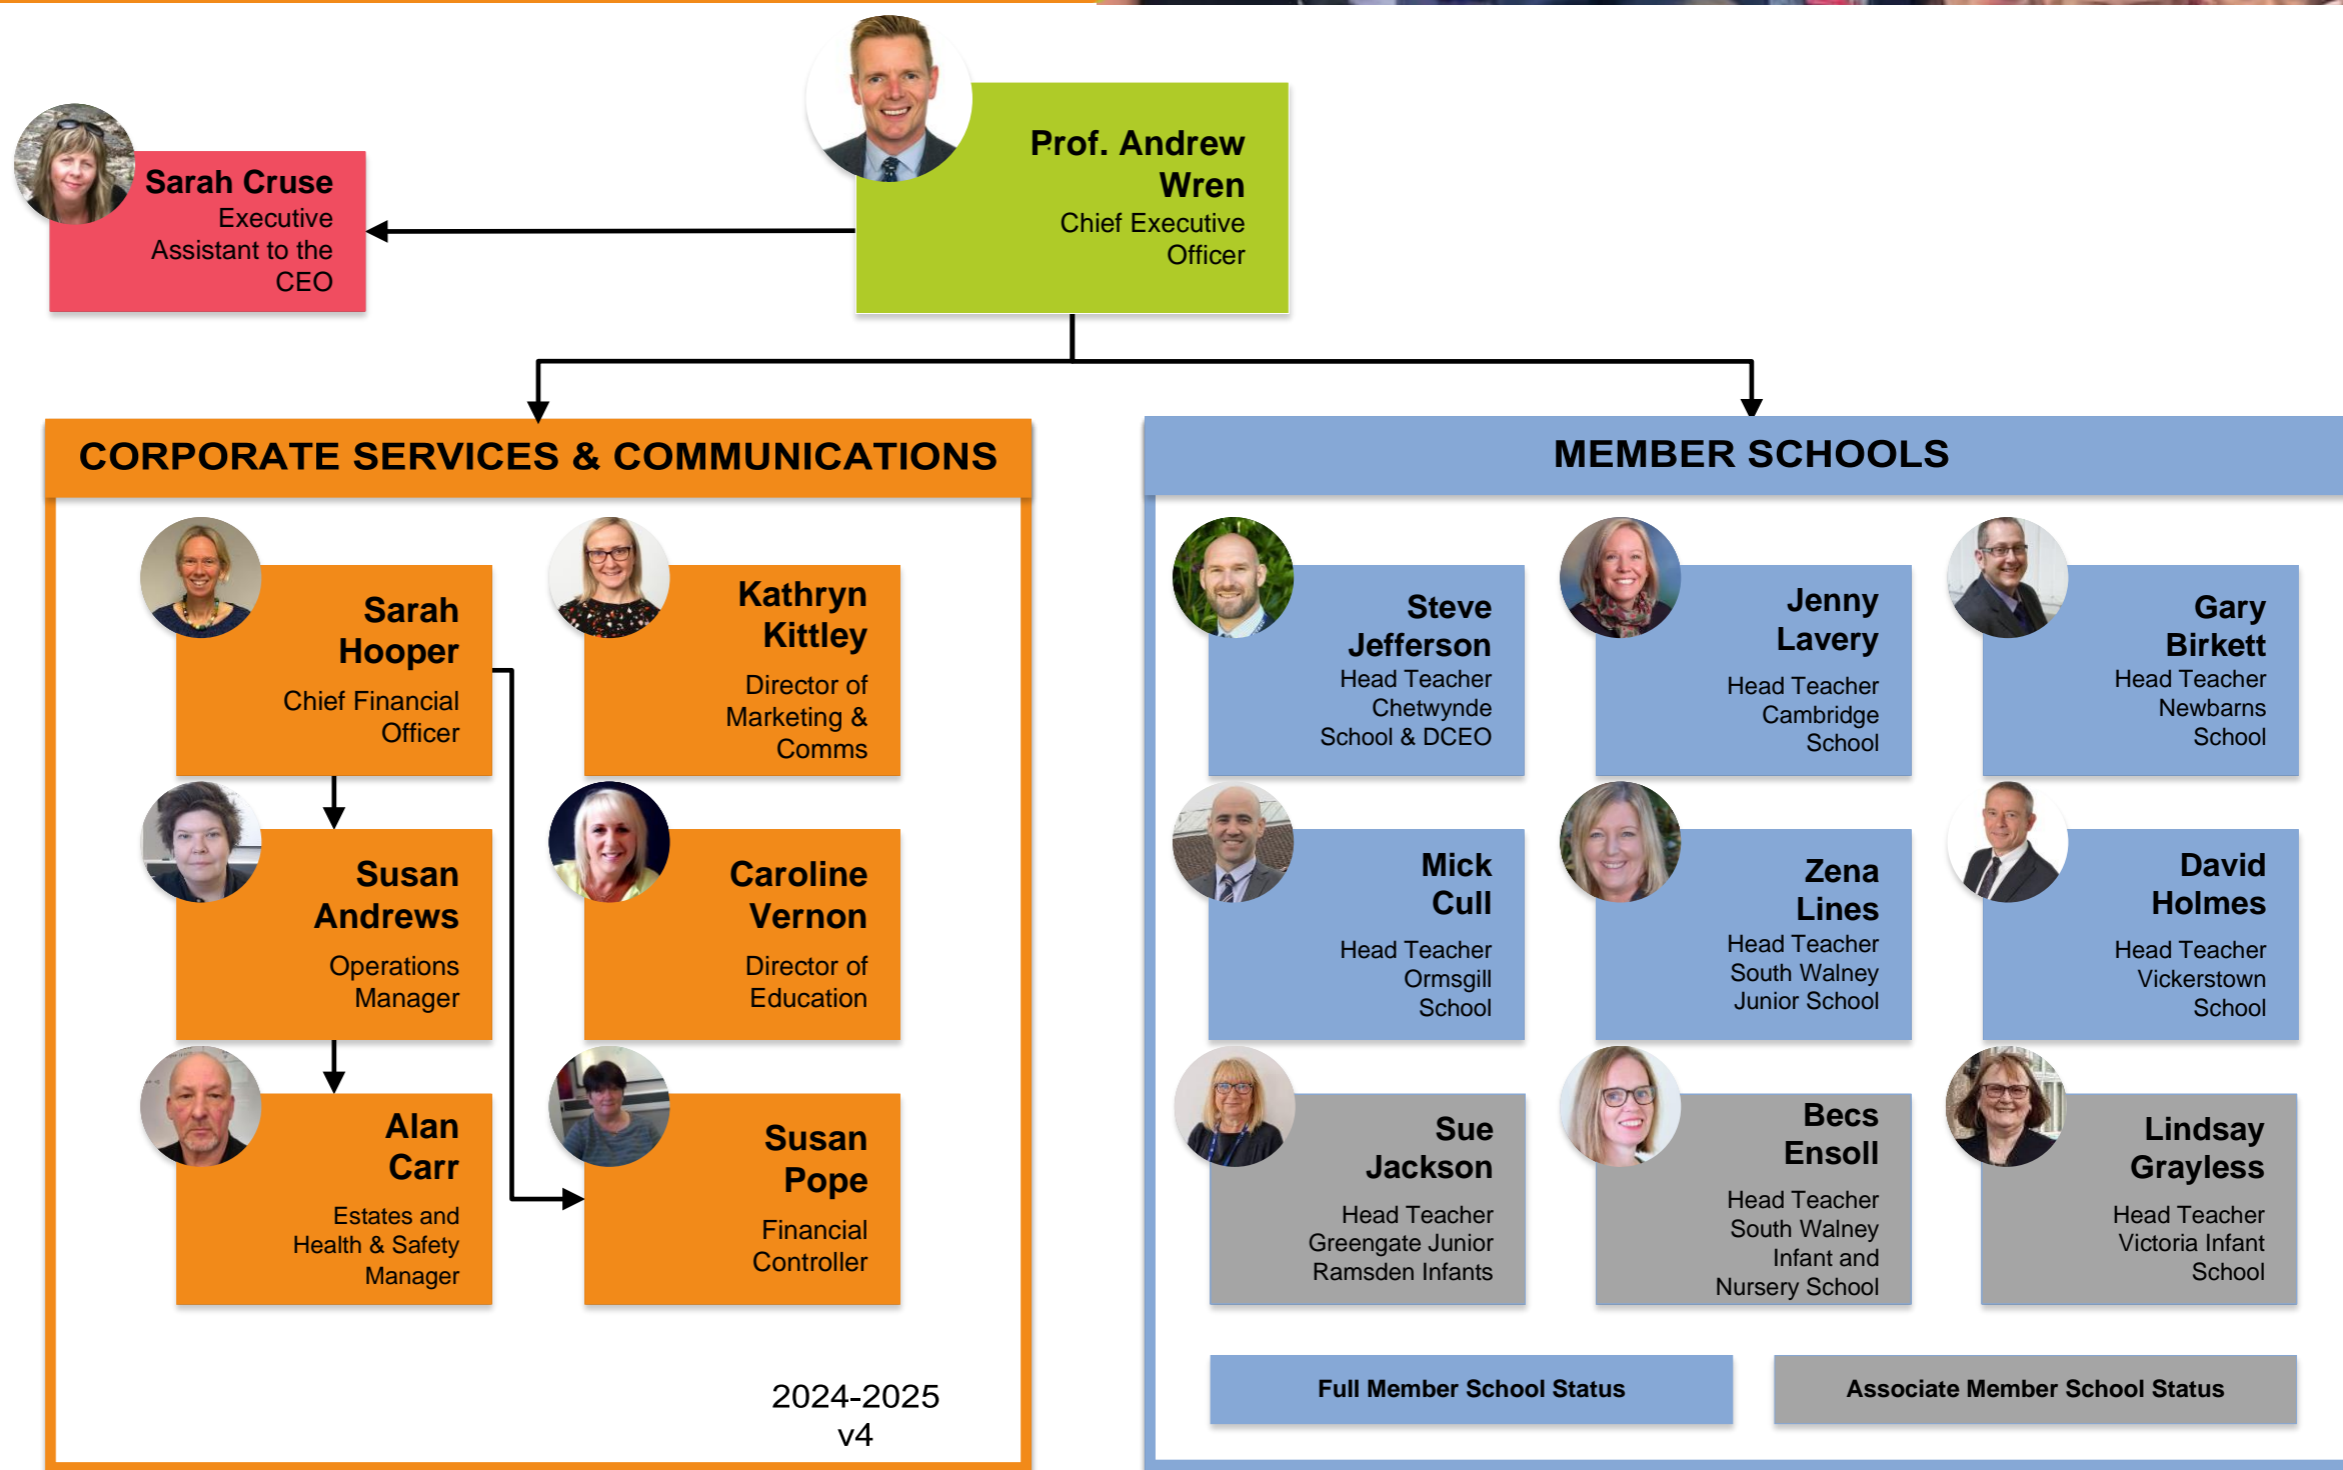 Prof. Andrew
Wren
Chief Executive
Officer
Sarah Cruse
Executive
Assistant to the
CEO
CORPORATE SERVICES & COMMUNICATIONS
Sarah
Hooper
Chief Financial
Officer
Kathryn
Kittley
Director of
Marketing &
Comms
Susan
Andrews
Operations
Manager
Caroline
Vernon
Director of
Education
Alan
Carr
Estates and
Health & Safety
Manager
Susan
Pope
Financial
Controller
2024-2025
v4
MEMBER SCHOOLS
Steve
Jefferson
Head Teacher
Chetwynde
School & DCEO
Jenny
Lavery
Head Teacher
Cambridge
School
Gary
Birkett
Head Teacher
Newbarns
School
Mick
Cull
Head Teacher
Ormsgill
School
Zena
Lines
Head Teacher
South Walney
Junior School
David
Holmes
Head Teacher
Vickerstown
School
Sue
Jackson
Head Teacher
Greengate Junior
Ramsden Infants
Becs
Ensoll
Head Teacher
South Walney
Infant and
Nursery School
Lindsay
Grayless
Head Teacher
Victoria Infant
School
Full Member School Status
Associate Member School Status